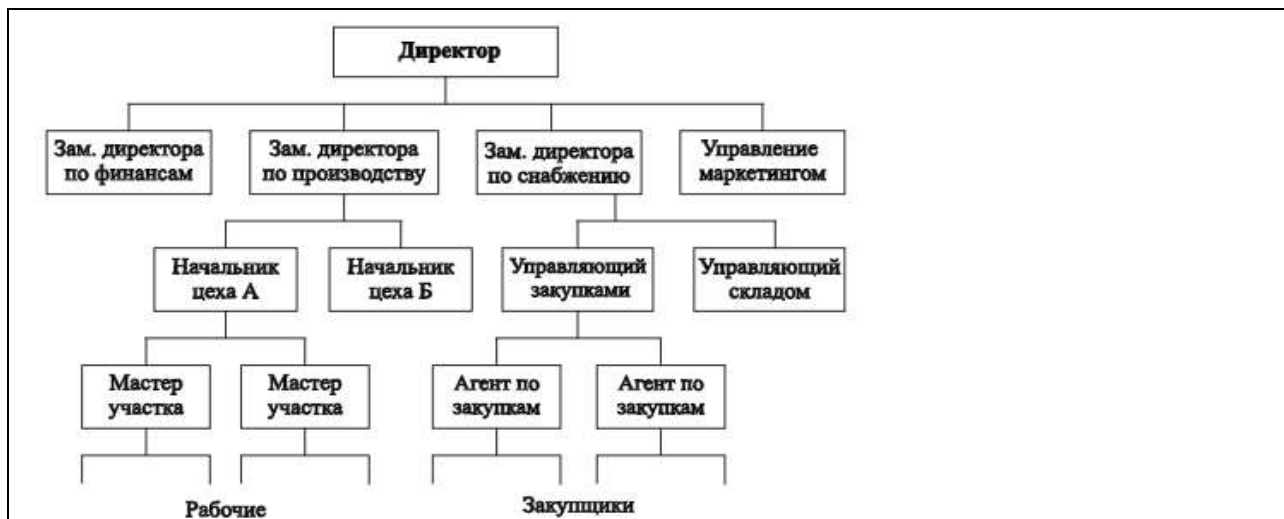 Директор
Зам. директора
по финансам
Зам. директора
по производству
Зам. директора
по снабжению
Управление
маркетингом
Начальник
цеха А
Начальник
цеха Б
Управляющий
закупками
Управляющий
складом
Мастер
участка
Мастер
участка
Агент по
закупкам
Агент по
закупкам
Рабочие
Закупщики